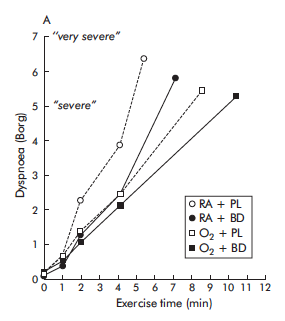 A
7
"very severe"
6
5
"severe"
4
3
2
1
0
Dyspnoea (Borg)
RA + PL
RA + BD
O₂ + PL
O₂ + BD
0 1 2 3 4 5 6 7 8 9 10 11 12
Exercise time (min)